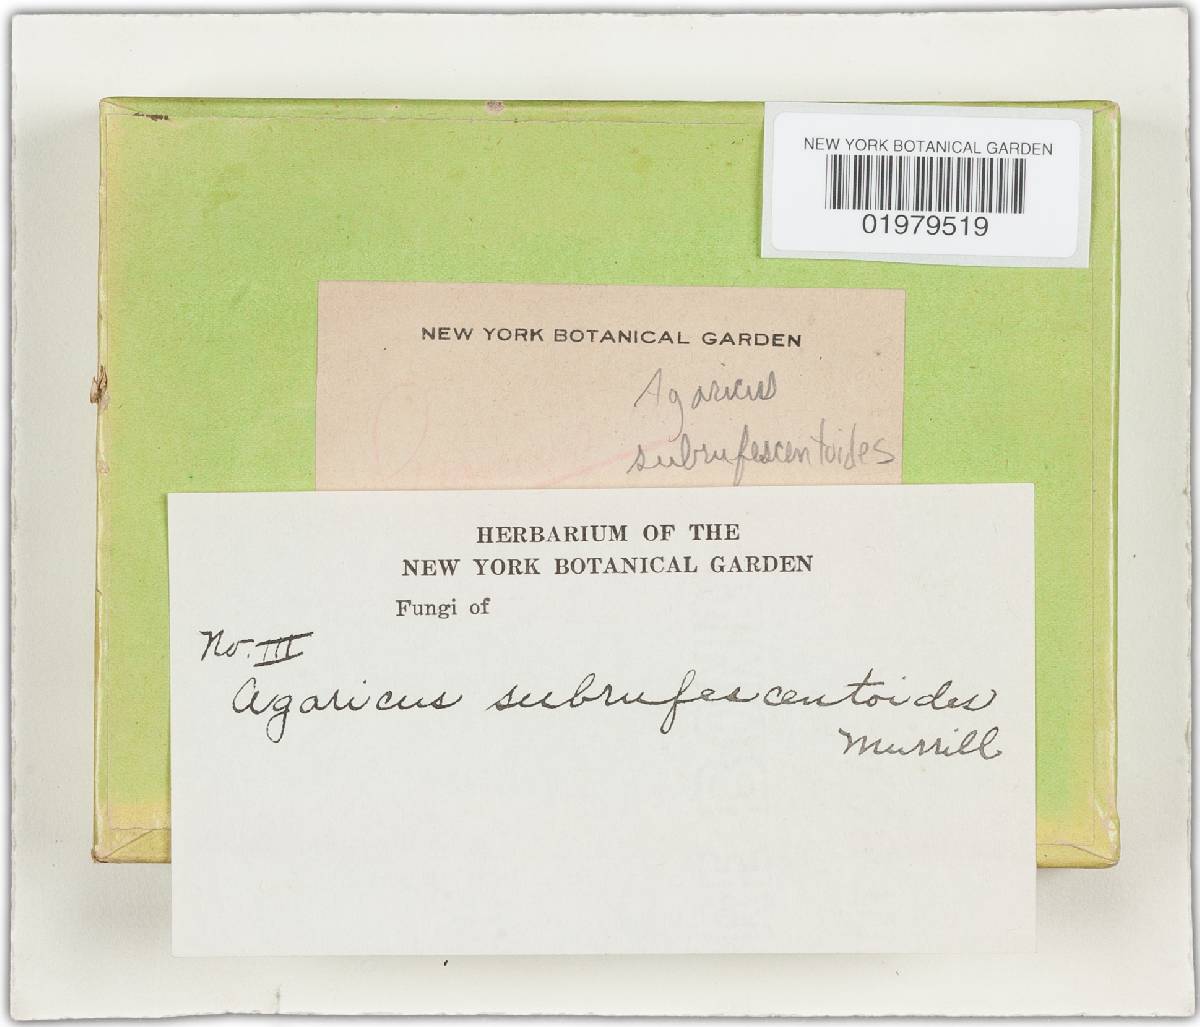 NEW YORK BOTANICAL GARDEN
01979519
NEW YORK BOTANICAL GARDEN
Agaricus
subrufescentoides
HERBARIUM OF THE
NEW YORK BOTANICAL GARDEN
Fungi of
No. III
Agaricus subrufescentoides
Murrill